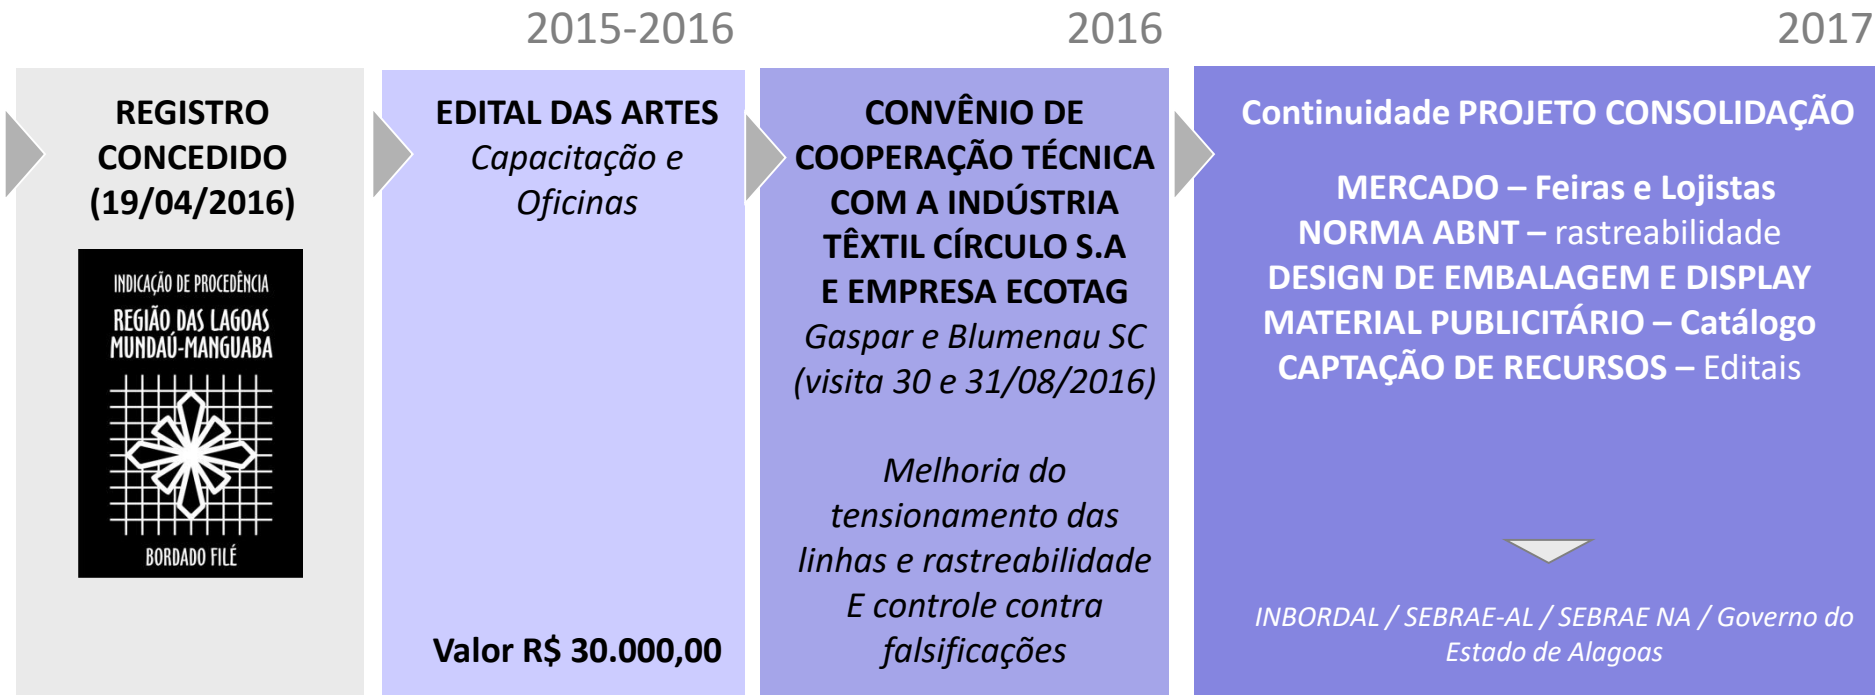 2015-2016
2016
2017
REGISTRO
CONCEDIDO
(19/04/2016)
INDICAÇÃO DE PROCEDÊNCIA
REGIÃO DAS LAGOAS
MUNDAÚ-MANGUABA
BORDADO FILÉ
EDITAL DAS ARTES
Capacitação e
Oficinas
Valor R$ 30.000,00
CONVÊNIO DE
COOPERAÇÃO TÉCNICA
COM A INDÚSTRIA
TÊXTIL CÍRCULO S.A
E EMPRESA ECOTAG
Gaspar e Blumenau SC
(visita 30 e 31/08/2016)
Melhoria do
tensionamento das
linhas e rastreabilidade
E controle contra
falsificações
Continuidade PROJETO CONSOLIDAÇÃO
MERCADO – Feiras e Lojistas
NORMA ABNT – rastreabilidade
DESIGN DE EMBALAGEM E DISPLAY
MATERIAL PUBLICITÁRIO – Catálogo
CAPTAÇÃO DE RECURSOS – Editais
INBORDAL / SEBRAE-AL / SEBRAE NA / Governo do
Estado de Alagoas